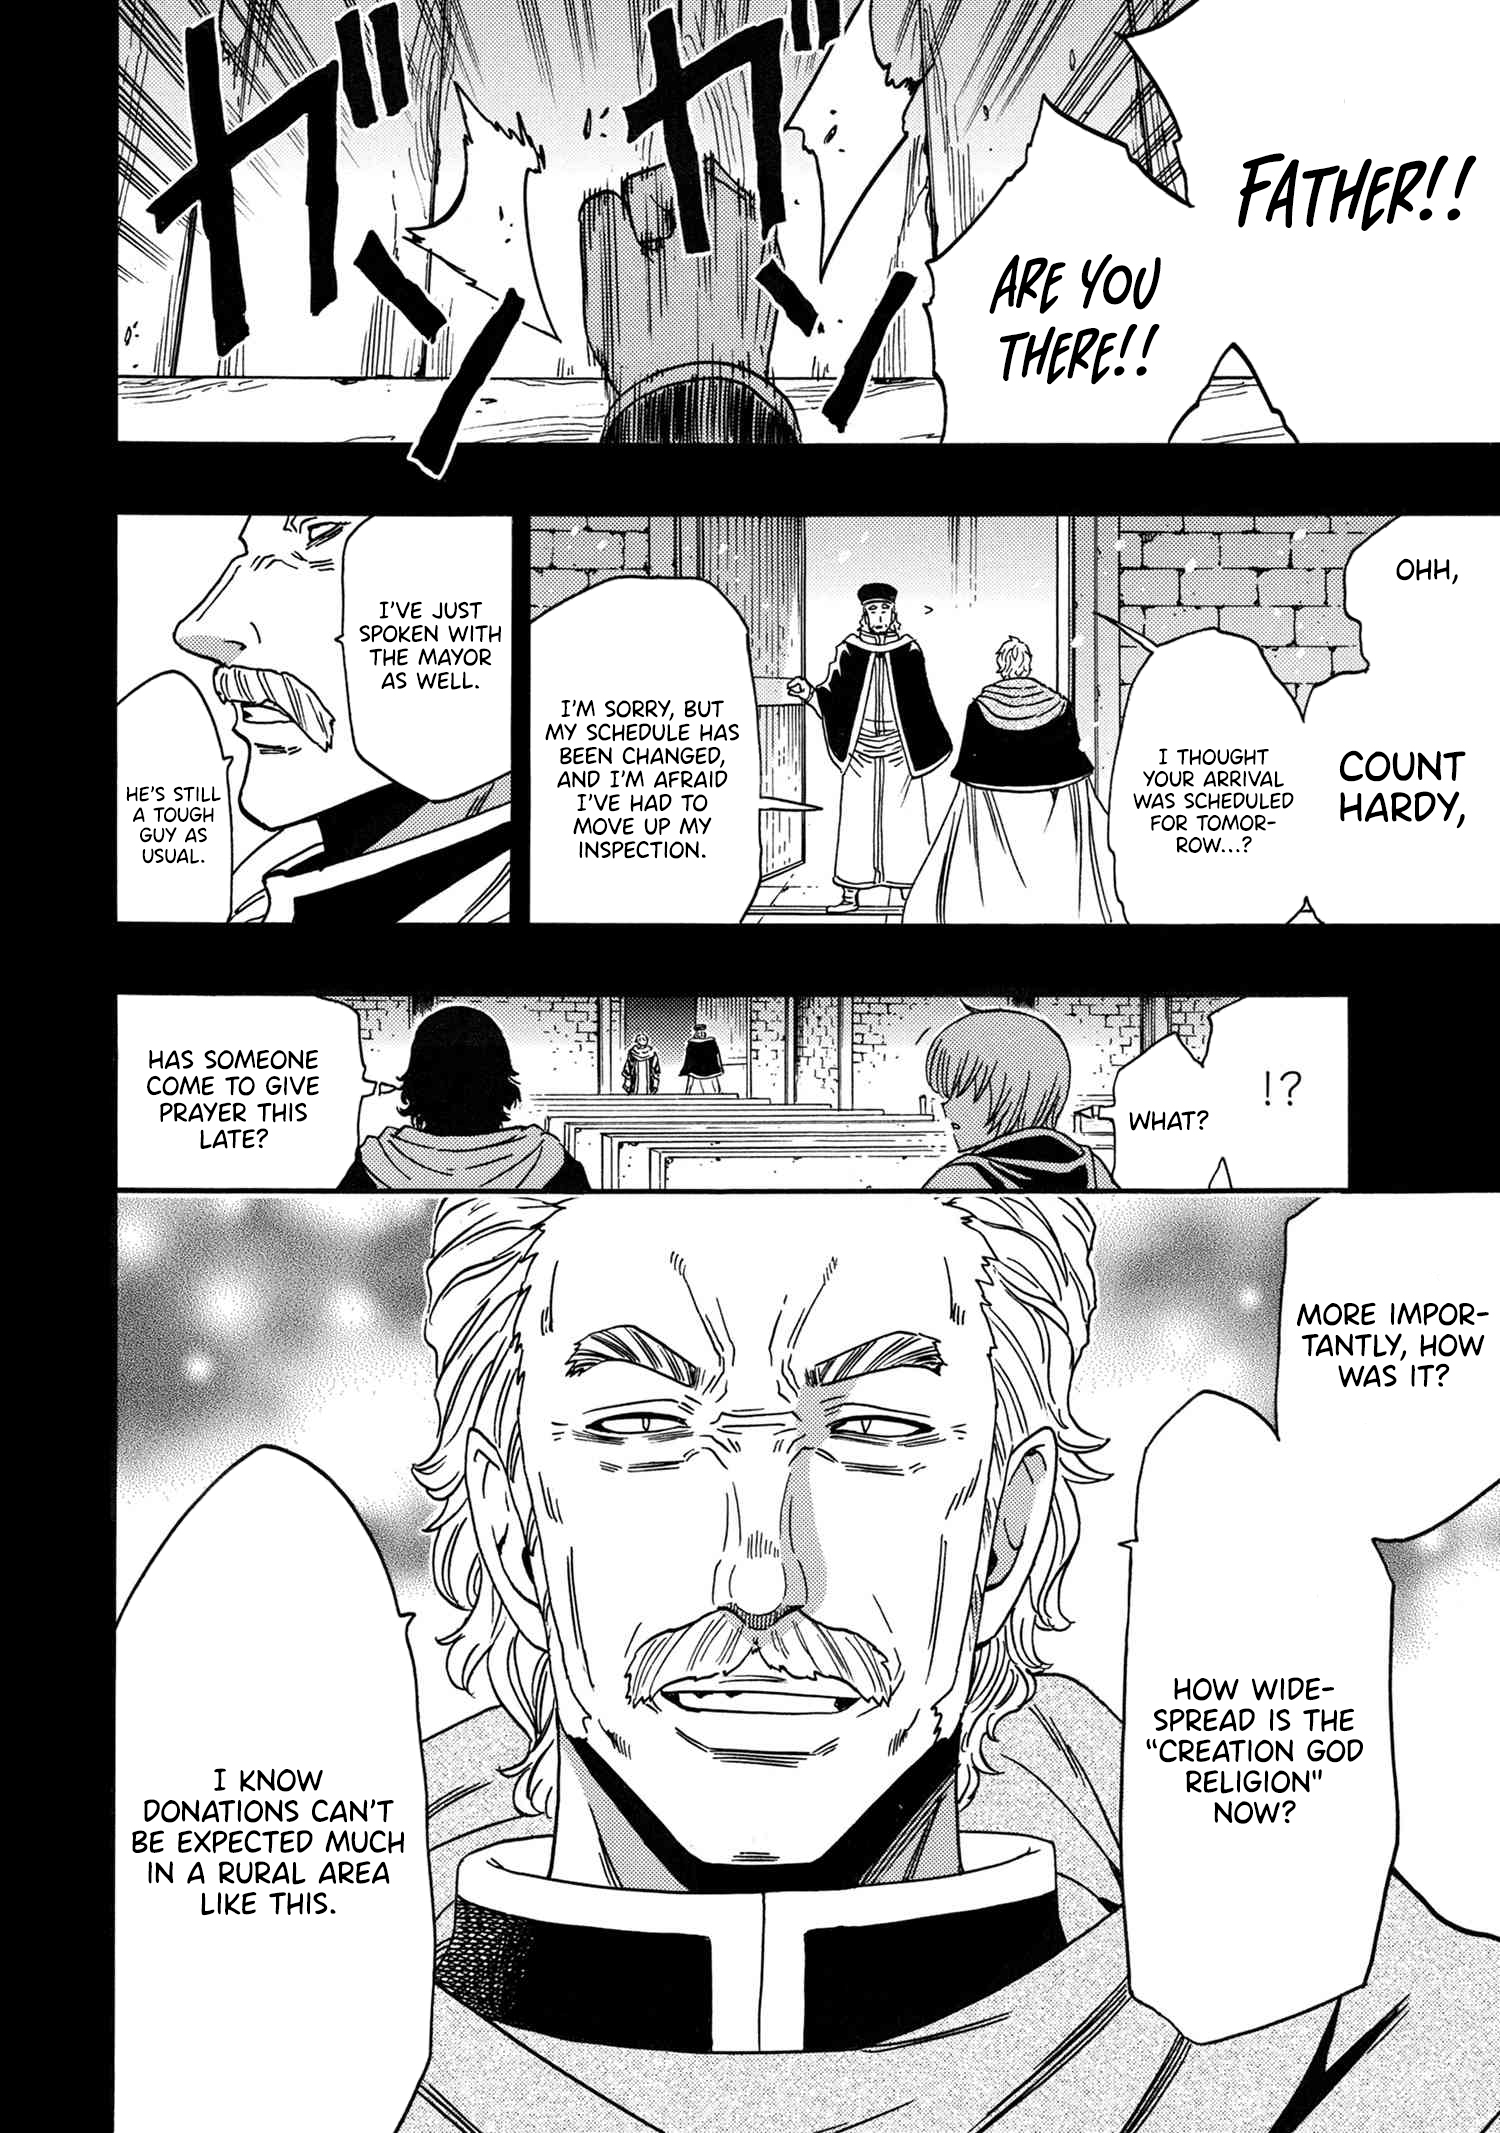 FATHER!!
ARE YOU
THERE!!
ガンガン
OHH,
COUNT
HARDY,
I THOUGHT
YOUR ARRIVAL
WAS SCHEDULED
FOR TOMOR-
ROW...?
I'M SORRY, BUT
MY SCHEDULE HAS
BEEN CHANGED,
AND I'M AFRAID
I'VE HAD TO
MOVE UP MY
INSPECTION.
I'VE JUST
SPOKEN WITH
THE MAYOR
AS WELL.
HE'S STILL
A TOUGH
GUY AS
USUAL.
!?
WHAT?
HAS SOMEONE
COME TO GIVE
PRAYER THIS
LATE?
MORE IMPOR-
TANTLY, HOW
WAS IT?
HOW WIDE-
SPREAD IS THE
"CREATION GOD
RELIGION"
NOW?
I KNOW
DONATIONS CAN'T
BE EXPECTED MUCH
IN A RURAL AREA
LIKE THIS.